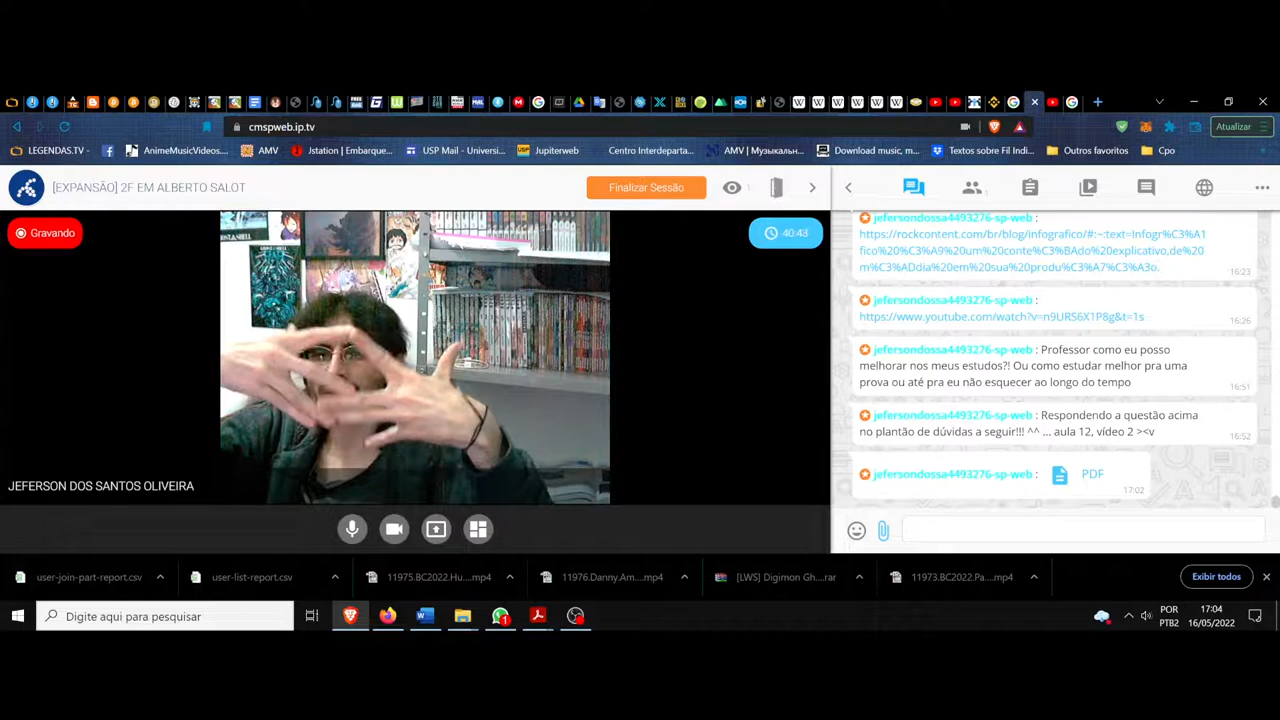 cmspweb.ip.tv
Atualizar
LEGENDAS.TV
AnimeMusicVideos...
AMV
Jstation | Embarque...
USP Mail - Universi...
Jupiterweb
Centro Interdeparta...
AMV | Музыкальн...
Download music, m...
Textos sobre Fil Indi...
Outros favoritos
Cpo
[EXPANSÃO] 2F EM ALBERTO SALOT
Finalizar Sessão
1
1
Gravando
40:43
JEFERSON DOS SANTOS OLIVEIRA
jefersondossa4493276-sp-web :
https://rockcontent.com/br/blog/infografico/#:~:text=Infogr%C3%A1
fico%20%C3%A9%20um%20conte%C3%BAdo%20explicativo,de%20
m%C3%ADdia%20em%20sua%20produ%C3%A7%C3%A3o.
16:23
jefersondossa4493276-sp-web :
https://www.youtube.com/watch?v=n9URS6X1P8g&t=1s
16:26
jefersondossa4493276-sp-web : Professor como eu posso
melhorar nos meus estudos?! Ou como estudar melhor pra uma
prova ou até pra eu não esquecer ao longo do tempo
16:51
jefersondossa4493276-sp-web : Respondendo a questão acima
no plantão de dúvidas a seguir!!! ^^ ... aula 12, vídeo 2 ><v
16:52
jefersondossa4493276-sp-web : PDF
17:02
user-join-part-report.csv
user-list-report.csv
11975.BC2022.Hu....mp4
11976.Danny.Am....mp4
[LWS] Digimon Gh....rar
11973.BC2022.Pa....mp4
Exibir todos
Digite aqui para pesquisar
1
POR
PTB2
17:04
16/05/2022